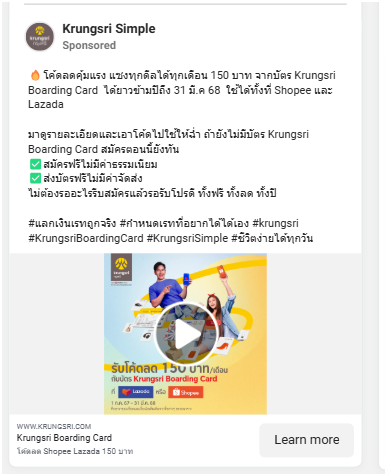 Krungsri Simple
Sponsored
🔥โค้ดลดคุ้มแรง แซงทุกดีลได้ทุกเดือน 150 บาท จากบัตร Krungsri
Boarding Card ได้ยาวข้ามปีถึง 31 มี.ค 68 ใช้ได้ทั้งที่ Shopee และ
Lazada
มาดูรายละเอียดและเอาโค้ดไปใช้ให้ฉ่ำ ถ้ายังไม่มีบัตร Krungsri
Boarding Card สมัครตอนนี้ยังทัน
✅สมัครฟรีไม่มีค่าธรรมเนียม
✅ส่งบัตรฟรีไม่มีค่าจัดส่ง
ไม่ต้องรออะไรรับสมัครแล้วรอรับโปรดิ ทั้งฟรี ทั้งลด ทั้งปี
#แลกเงินเรทถูกจริง #กำหนดเรทที่อยากได้ได้เอง #krungsri
#KrungsriBoardingCard #KrungsriSimple #ชีวิตง่ายได้ทุกวัน
krungsri
กรุงศรี
รับโค้ดลด 150 บาท/เดือน
กับบัตร Krungsri Boarding Card
ที่ Lazada หรือ Shopee
1 ก.ค.67 - 31 มี.ค.68
WWW.KRUNGSRI.COM
Krungsri Boarding Card
โค้ดลด Shopee Lazada 150 บาท
Learn more